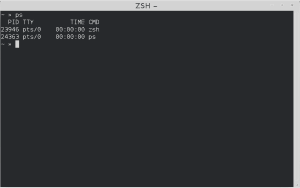 ZSH ~
~ » ps
PID TTY TIME CMD
23946 pts/0 00:00:00 zsh
24363 pts/0 00:00:00 ps
~ »